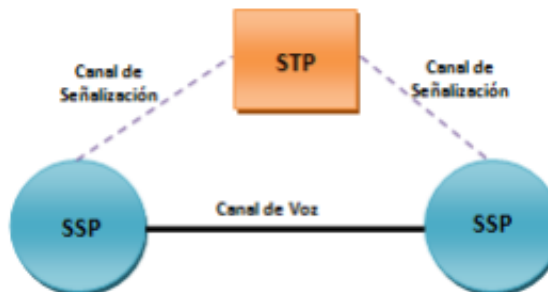 STP
Canal de
Señalización
Canal de
Señalización
SSP
Canal de Voz
SSP